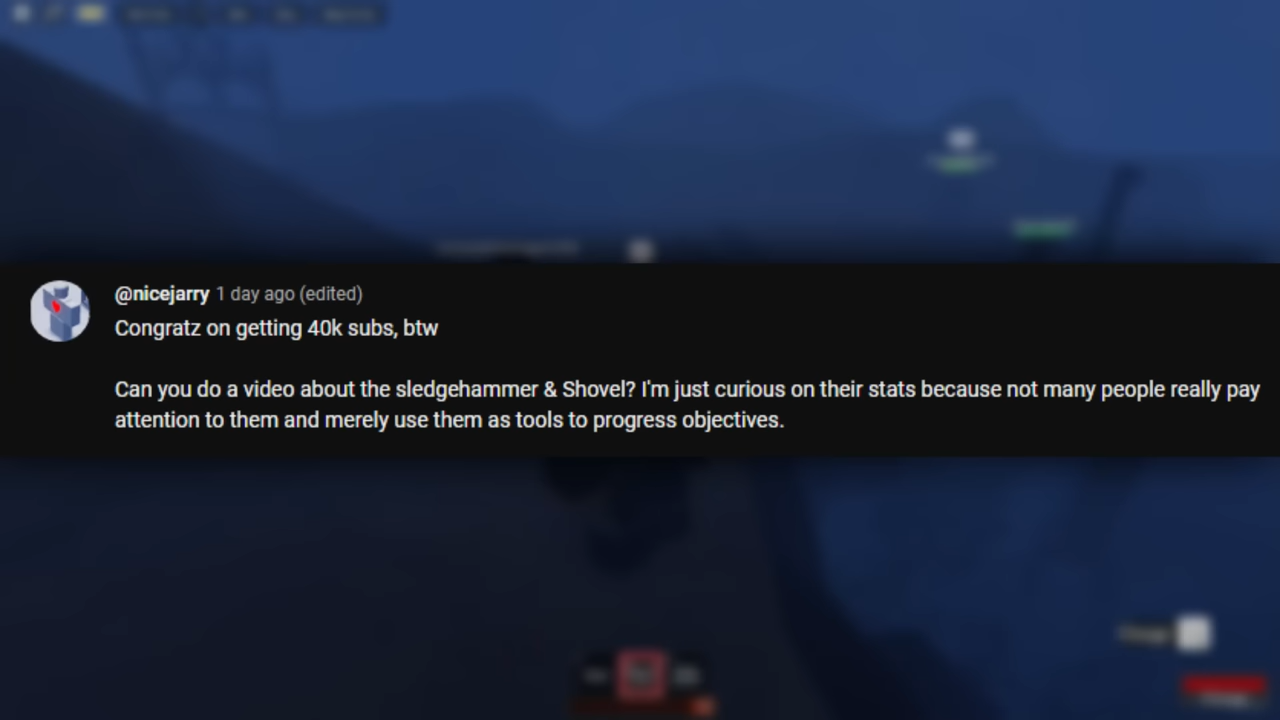 @nicejarry 1 day ago (edited)
Congratz on getting 40k subs, btw
Can you do a video about the sledgehammer & Shovel? I'm just curious on their stats because not many people really pay
attention to them and merely use them as tools to progress objectives.